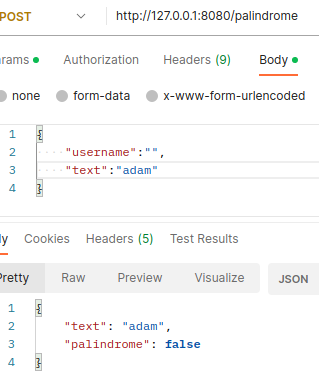 POST http://127.0.0.1:8080/palindrome
rams Authorization Headers (9) Body
none form-data x-www-form-urlencoded
1 {
2 "username":"",
3 "text":"adam"
4 }
ly Cookies Headers (5) Test Results
Pretty Raw Preview Visualize JSON
1 {
2 "text": "adam",
3 "palindrome": false
4 }